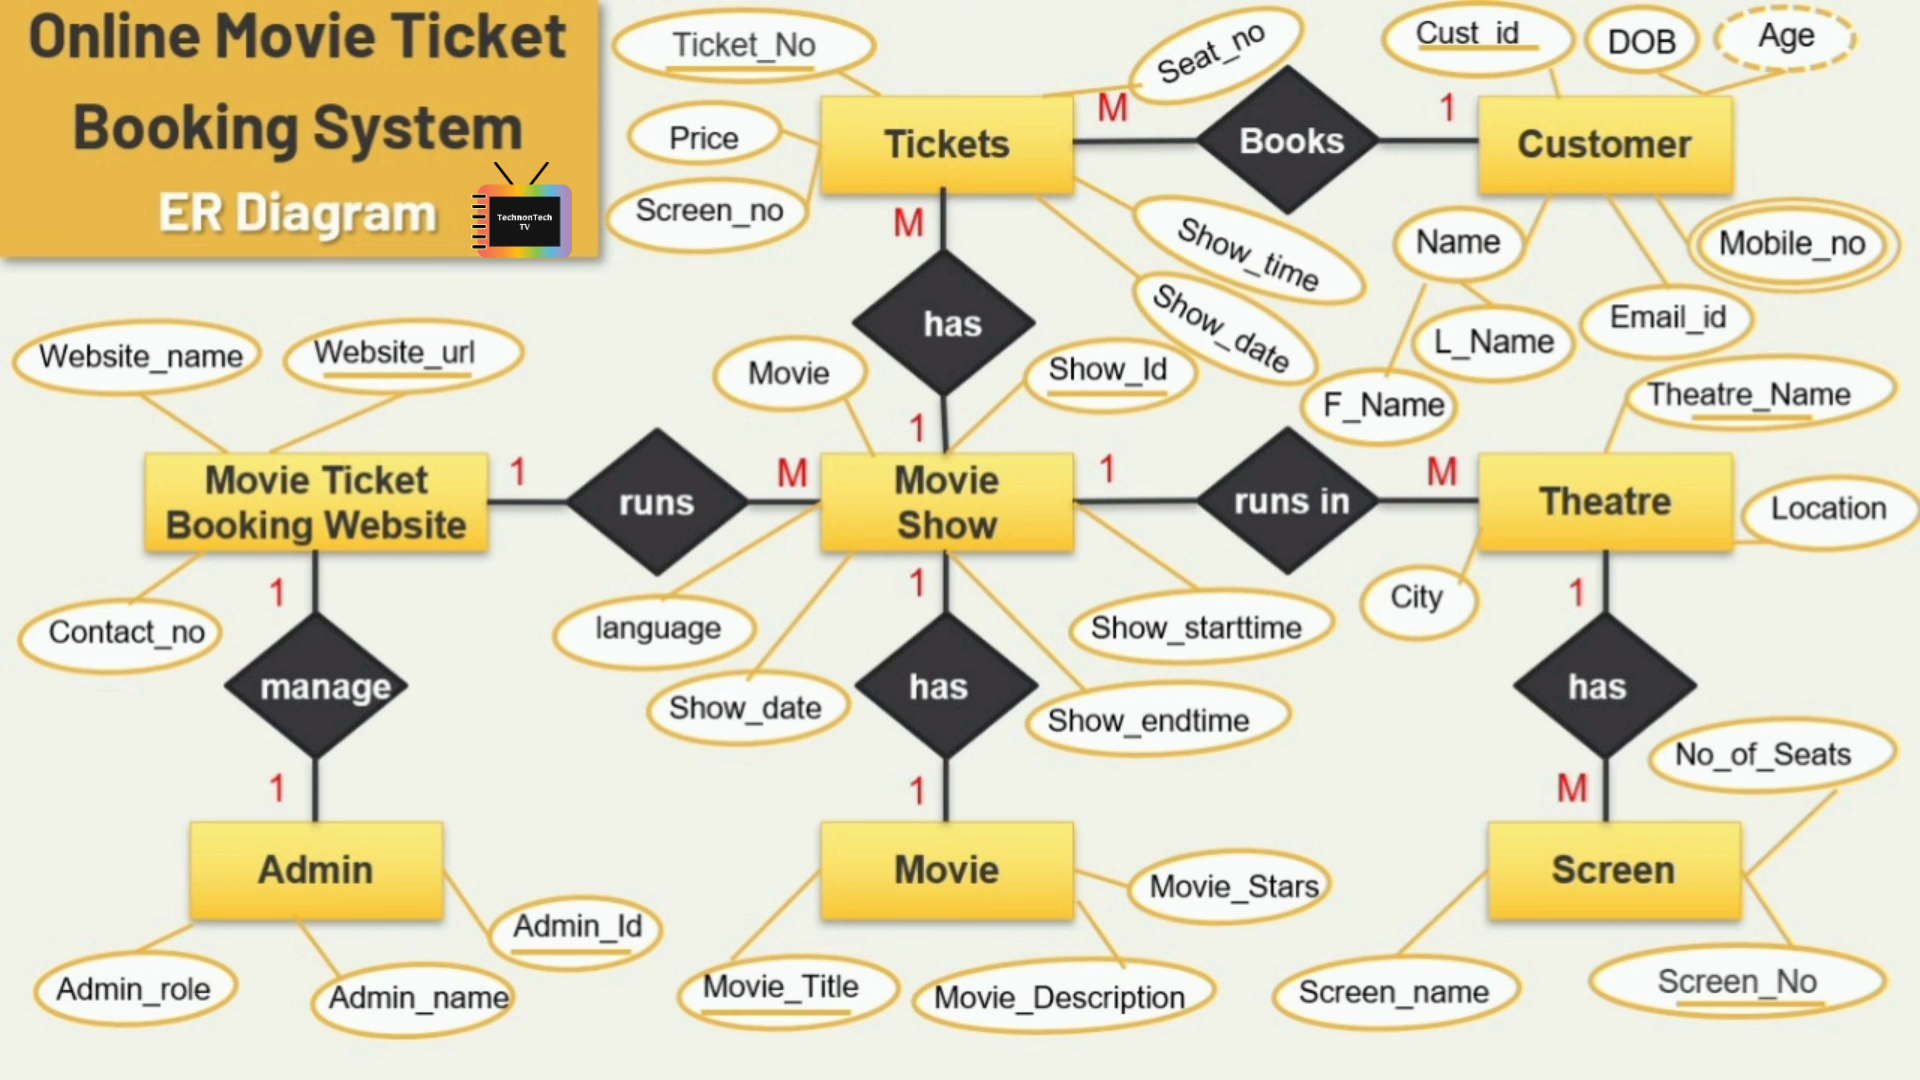 Online Movie Ticket
Booking System
ER Diagram
TechnonTech
TV
Ticket_No
Seat_no
Cust_id
DOB
Age
Price
Tickets
M
Books
1
Customer
Screen_no
M
Show_time
Name
Mobile_no
has
Show_date
L_Name
Email_id
Website_name
Website_url
Movie
Show_Id
F_Name
Theatre_Name
1
Movie Ticket
Booking Website
1
runs
M
Movie
Show
1
runs in
M
Theatre
Location
1
Contact_no
language
1
Show_starttime
City
1
manage
Show_date
has
Show_endtime
has
No_of_Seats
1
1
M
Admin
Movie
Movie_Stars
Screen
Admin_Id
Admin_role
Admin_name
Movie_Title
Movie_Description
Screen_name
Screen_No